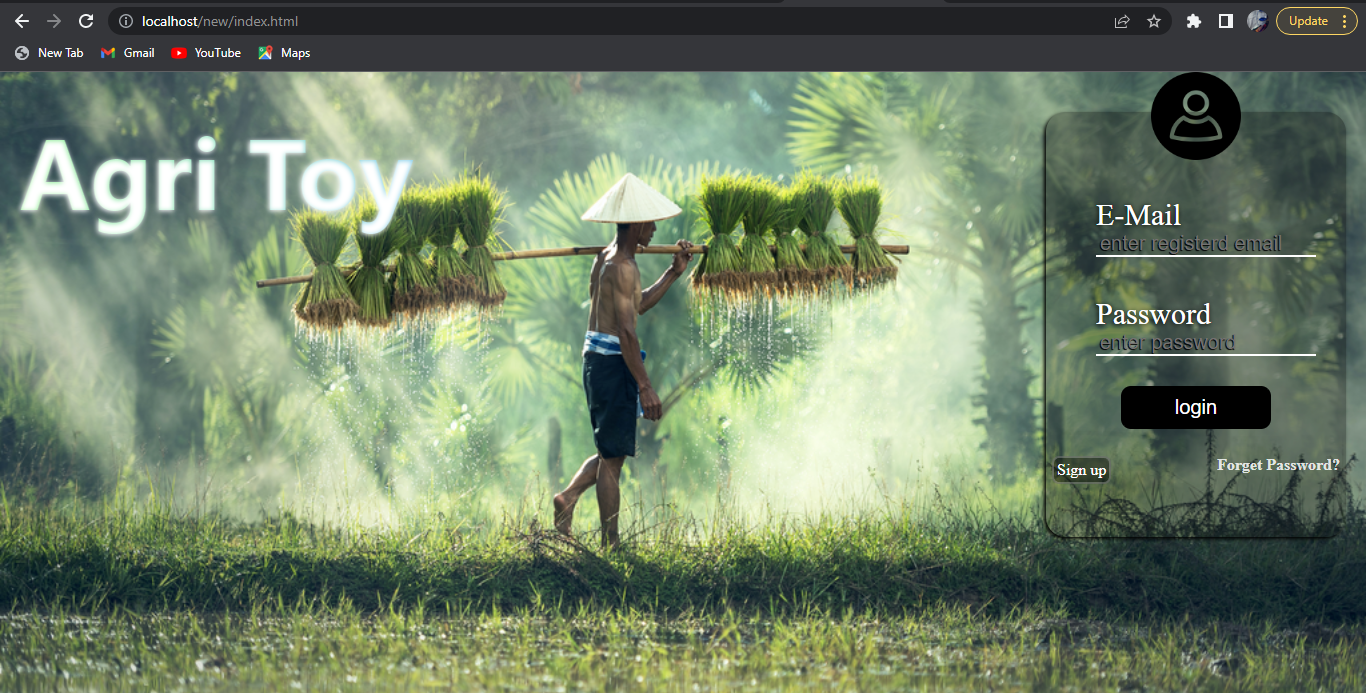 localhost/new/index.html
Update
New Tab
Gmail
YouTube
Maps
Agri Toy
E-Mail
enter registerd email
Password
enter password
login
Sign up
Forget Password?